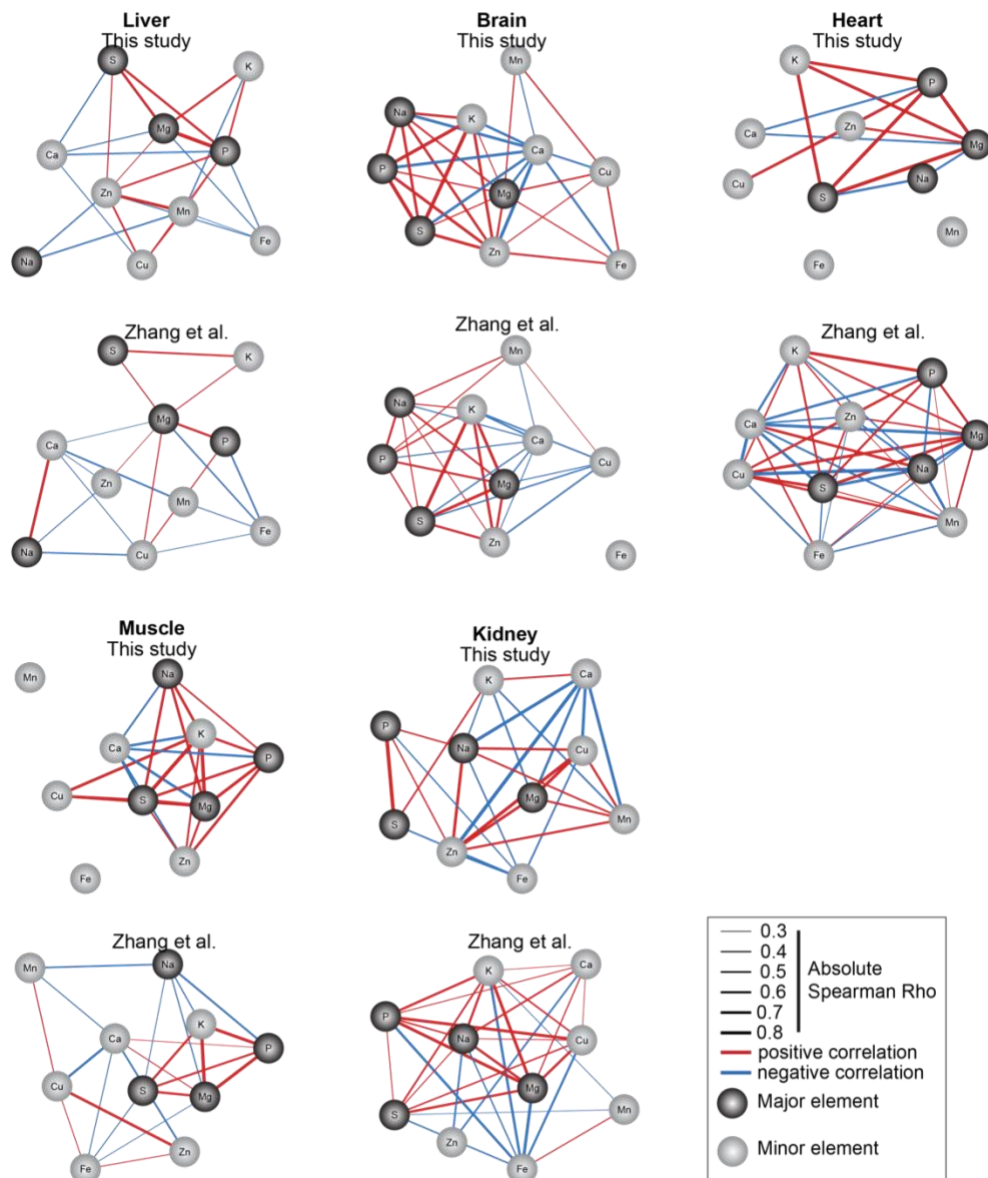 Liver
This study
Brain
This study
Heart
This study
S
K
Mg
P
Ca
Zn
Mn
Na
Cu
Fe
Mn
Na
K
Ca
P
Cu
Mg
S
Zn
Fe
K
P
Ca
Zn
Mg
Cu
Na
S
Mn
Fe
Zhang et al.
Zhang et al.
Zhang et al.
S
K
Mg
P
Ca
Zn
Mn
Na
Cu
Fe
Mn
Na
K
Ca
P
Cu
Mg
S
Zn
Fe
K
P
Ca
Zn
Mg
Cu
Na
S
Mn
Fe
Muscle
This study
Kidney
This study
Mn
Na
Ca
K
P
Cu
S
Mg
Zn
Fe
K
Ca
P
Na
Cu
Mg
S
Mn
Zn
Fe
Zhang et al.
Zhang et al.
Mn
Na
Ca
K
P
Cu
S
Mg
Zn
Fe
K
Ca
P
Na
Cu
Mg
S
Mn
Zn
Fe
0.3
0.4
0.5
0.6
0.7
0.8
Absolute
Spearman Rho
positive correlation
negative correlation
Major element
Minor element